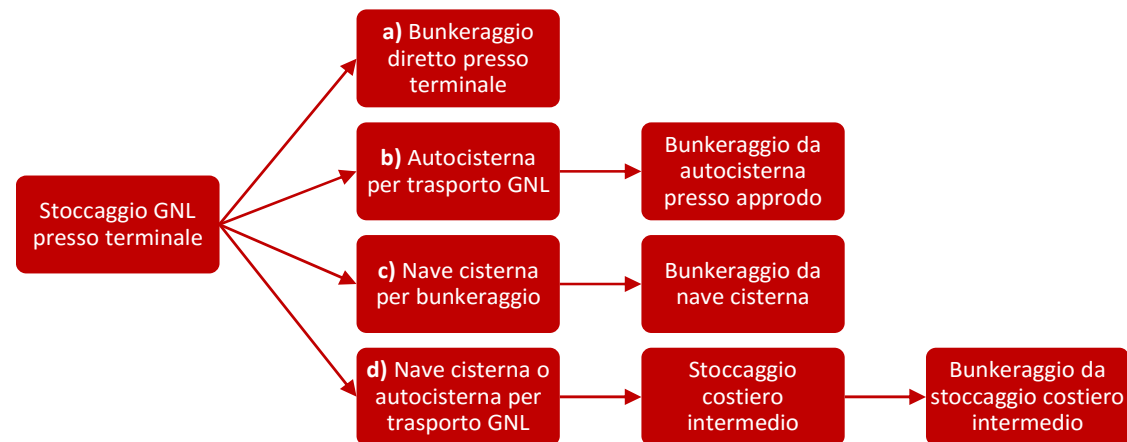 a) Bunkeraggio
diretto presso
terminale
b) Autocisterna
per trasporto GNL
Bunkeraggio da
autocisterna
presso approdo
Stoccaggio GNL
presso terminale
c) Nave cisterna
per bunkeraggio
Bunkeraggio da
nave cisterna
d) Nave cisterna o
autocisterna per
trasporto GNL
Stoccaggio
costiero
intermedio
Bunkeraggio da
stoccaggio costiero
intermedio